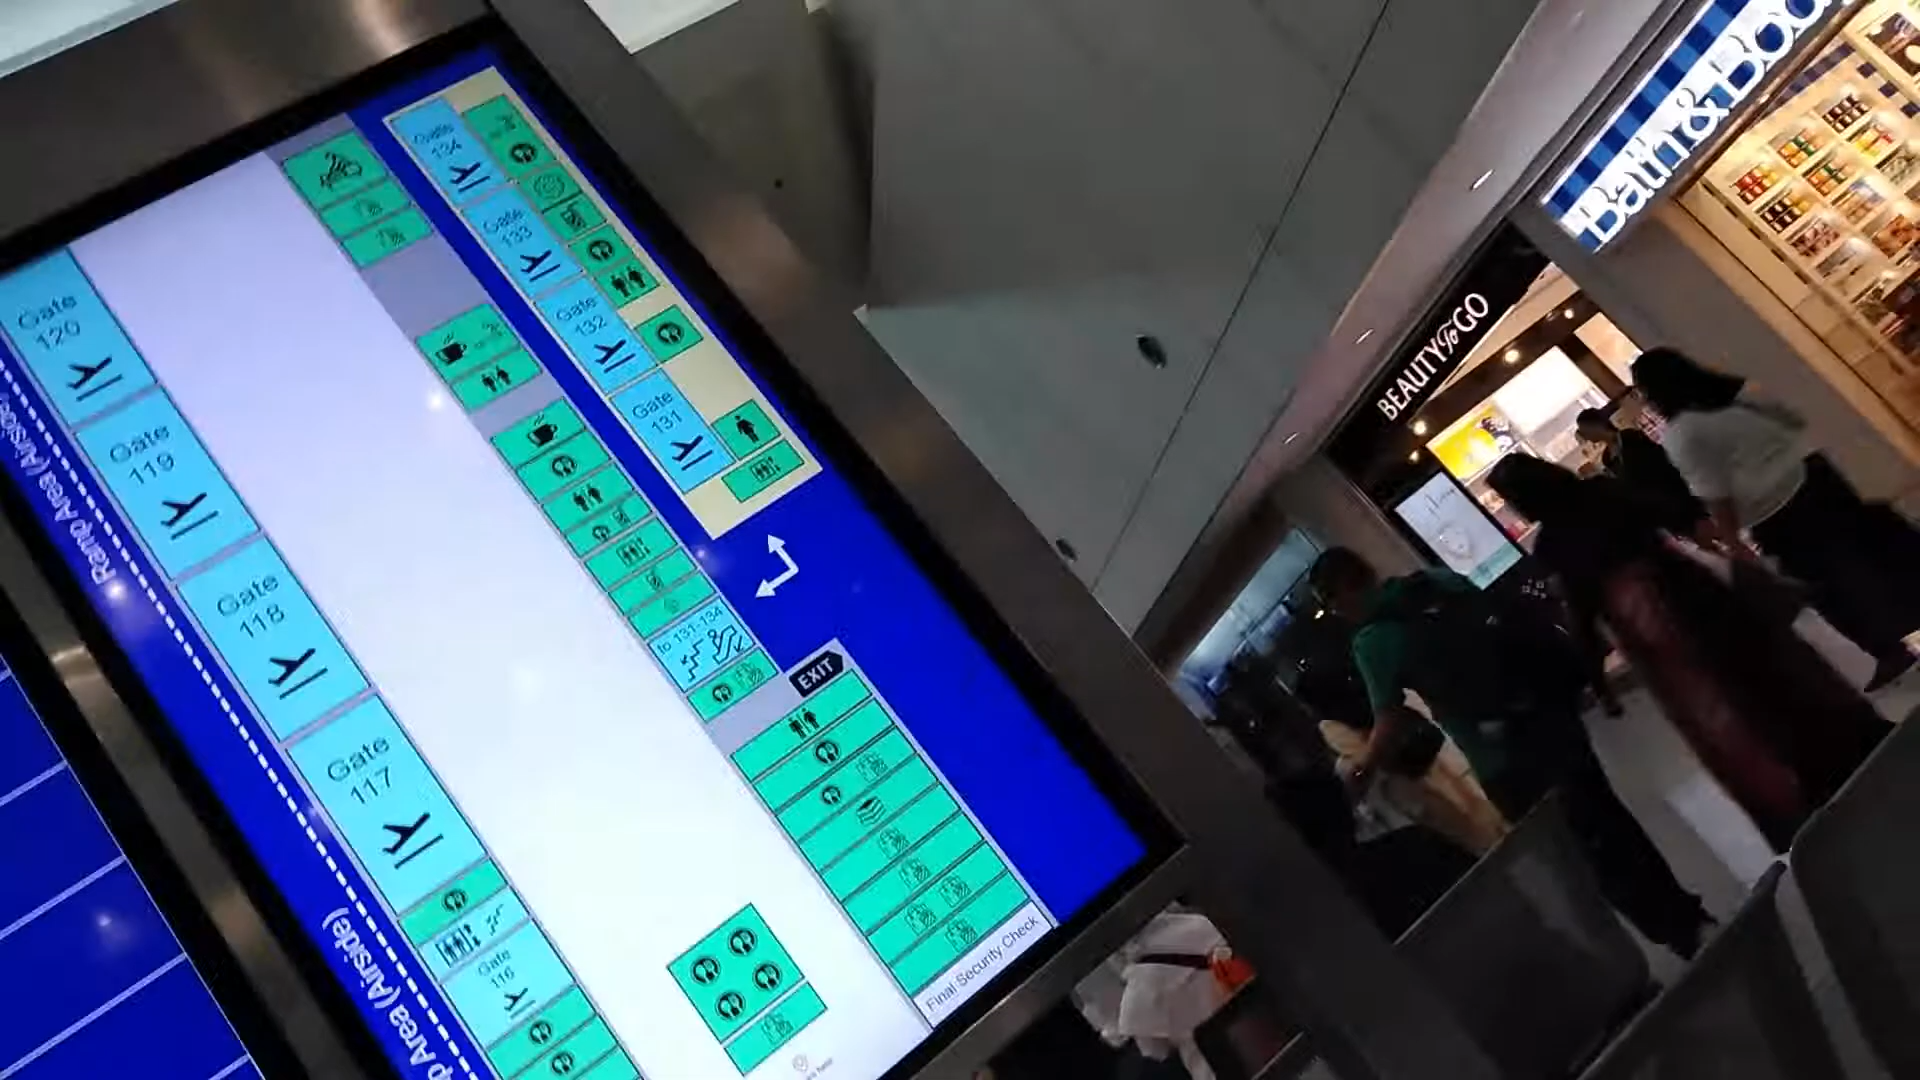 Gate
134
Gate
133
Gate
132
Gate
131
Gate
120
Gate
119
Gate
118
Gate
117
Gate
116
to 131-134
EXIT
Final Security Check
Ramp Area (Airside)
Area (Airside)
BEAUTY To GO
Bath & Body